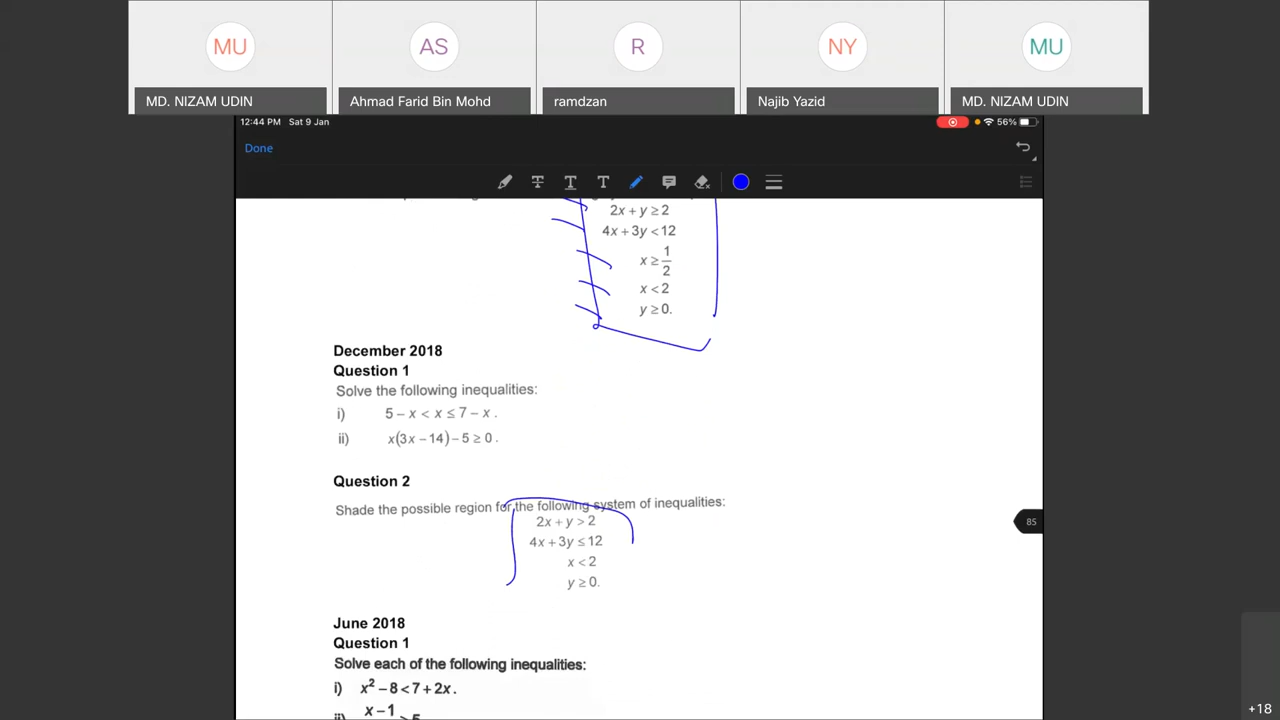 MU
AS
R
NY
MU
MD. NIZAM UDIN
Ahmad Farid Bin Mohd
ramdzan
Najib Yazid
MD. NIZAM UDIN
12:44 PM Sat 9 Jan
56%
Done
2x + y ≥ 2
4x + 3y < 12
x ≥ 1/2
x < 2
y ≥ 0.
December 2018
Question 1
Solve the following inequalities:
i) 5 – x < x ≤ 7 – x .
ii) x(3x – 14) – 5 ≥ 0 .
Question 2
Shade the possible region for the following system of inequalities:
2x + y > 2
4x + 3y ≤ 12
x < 2
y ≥ 0.
85
June 2018
Question 1
Solve each of the following inequalities:
i) x² – 8 < 7 + 2x .
ii) x – 1
+18